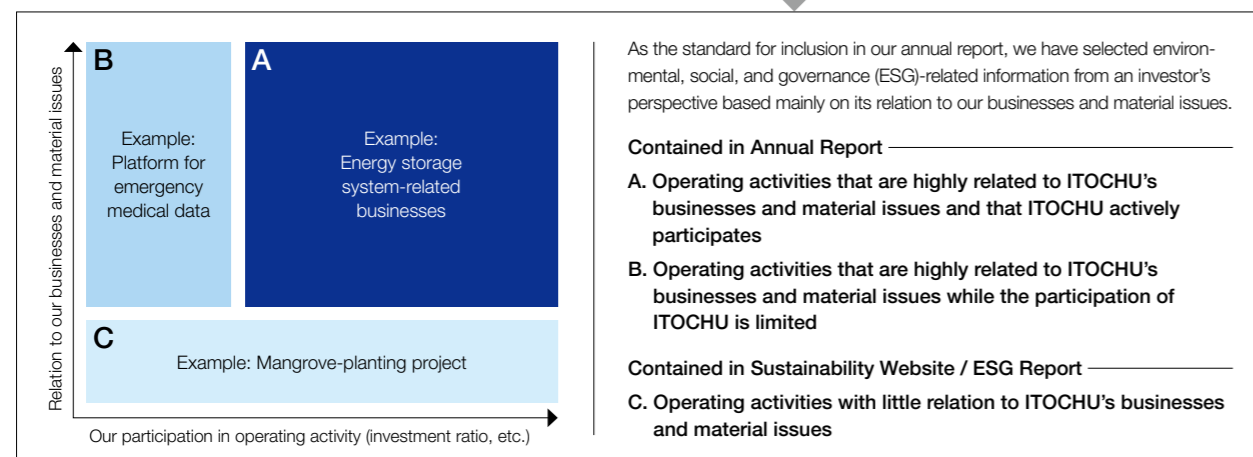 Relation to our businesses and material issues
B
Example:
Platform for
emergency
medical data
A
Example:
Energy storage
system-related
businesses
C
Example: Mangrove-planting project
Our participation in operating activity (investment ratio, etc.)
As the standard for inclusion in our annual report, we have selected environ-
mental, social, and governance (ESG)-related information from an investor's
perspective based mainly on its relation to our businesses and material issues.
Contained in Annual Report
A. Operating activities that are highly related to ITOCHU's
businesses and material issues and that ITOCHU actively
participates
B. Operating activities that are highly related to ITOCHU's
businesses and material issues while the participation of
ITOCHU is limited
Contained in Sustainability Website / ESG Report
C. Operating activities with little relation to ITOCHU's businesses
and material issues